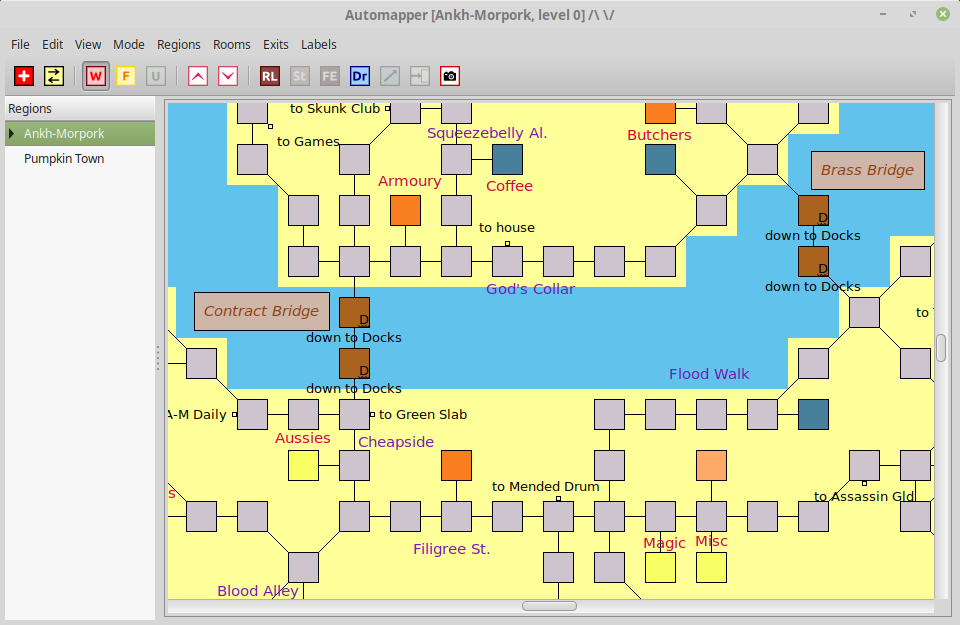 Automapper [Ankh-Morpork, level 0] /\ \/
File Edit View Mode Regions Rooms Exits Labels
W F U RL St FE Dr
Regions
Ankh-Morpork
Pumpkin Town
to Skunk Club
Squeezebelly Al.
Butchers
to Games
Brass Bridge
Armoury
Coffee
D
to house
down to Docks
D
down to Docks
God's Collar
Contract Bridge
D
to
down to Docks
D
Flood Walk
down to Docks
A-M Daily
to Green Slab
Aussies
Cheapside
to Mended Drum
s
to Assassin Gld
Magic
Misc
Filigree St.
Blood Alley